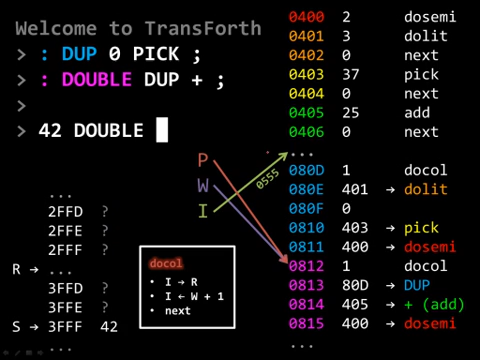 Welcome to TransForth
> : DUP 0 PICK ;
> : DOUBLE DUP + ;
>
> 42 DOUBLE
0400 2 dosemi
0401 3 dolit
0402 0 next
0403 37 pick
0404 0 next
0405 25 add
0406 0 next
...
080D 1 docol
080E 401 → dolit
080F 0
0810 403 → pick
0811 400 → dosemi
0812 1 docol
0813 80D → DUP
0814 405 → + (add)
0815 400 → dosemi
...
P
W
I
0555
...
2FFD ?
2FFE ?
2FFF ?
R → ...
3FFD ?
3FFE ?
S → 3FFF 42
...
docol
• I → R
• I ← W + 1
• next